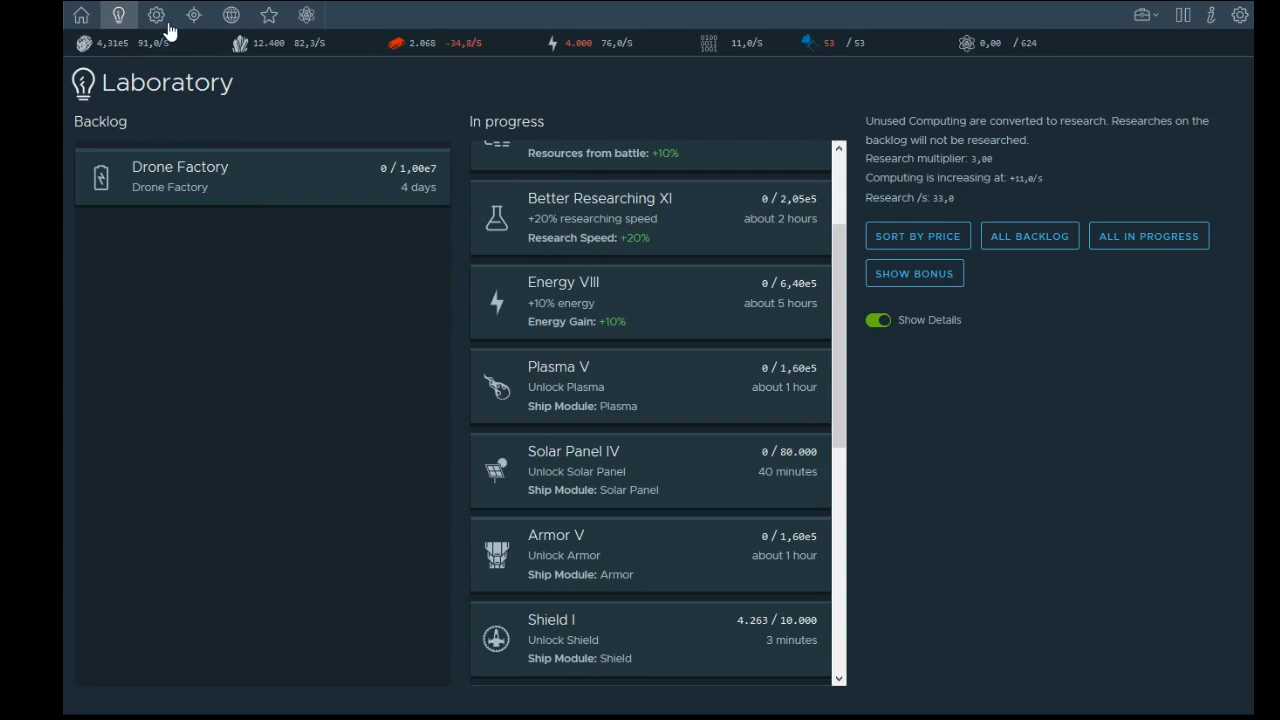 4,31e5 91,0/S 12.400 82,3/S 2.068 -34,8/S 4.000 76,0/S 11,0/S 53 / 53 0,00 / 624
Laboratory
Backlog
Drone Factory 0 / 1,00e7
Drone Factory 4 days
In progress
Resources from battle: +10%
Better Researching XI 0 / 2,05e5
+20% researching speed about 2 hours
Research Speed: +20%
Energy VIII 0 / 6,40e5
+10% energy about 5 hours
Energy Gain: +10%
Plasma V 0 / 1,60e5
Unlock Plasma about 1 hour
Ship Module: Plasma
Solar Panel IV 0 / 80.000
Unlock Solar Panel 40 minutes
Ship Module: Solar Panel
Armor V 0 / 1,60e5
Unlock Armor about 1 hour
Ship Module: Armor
Shield I 4.263 / 10.000
Unlock Shield 3 minutes
Ship Module: Shield
Unused Computing are converted to research. Researches on the
backlog will not be researched.
Research multiplier: 3,00
Computing is increasing at: +11,0/s
Research /s: 33,0
SORT BY PRICE ALL BACKLOG ALL IN PROGRESS
SHOW BONUS
Show Details